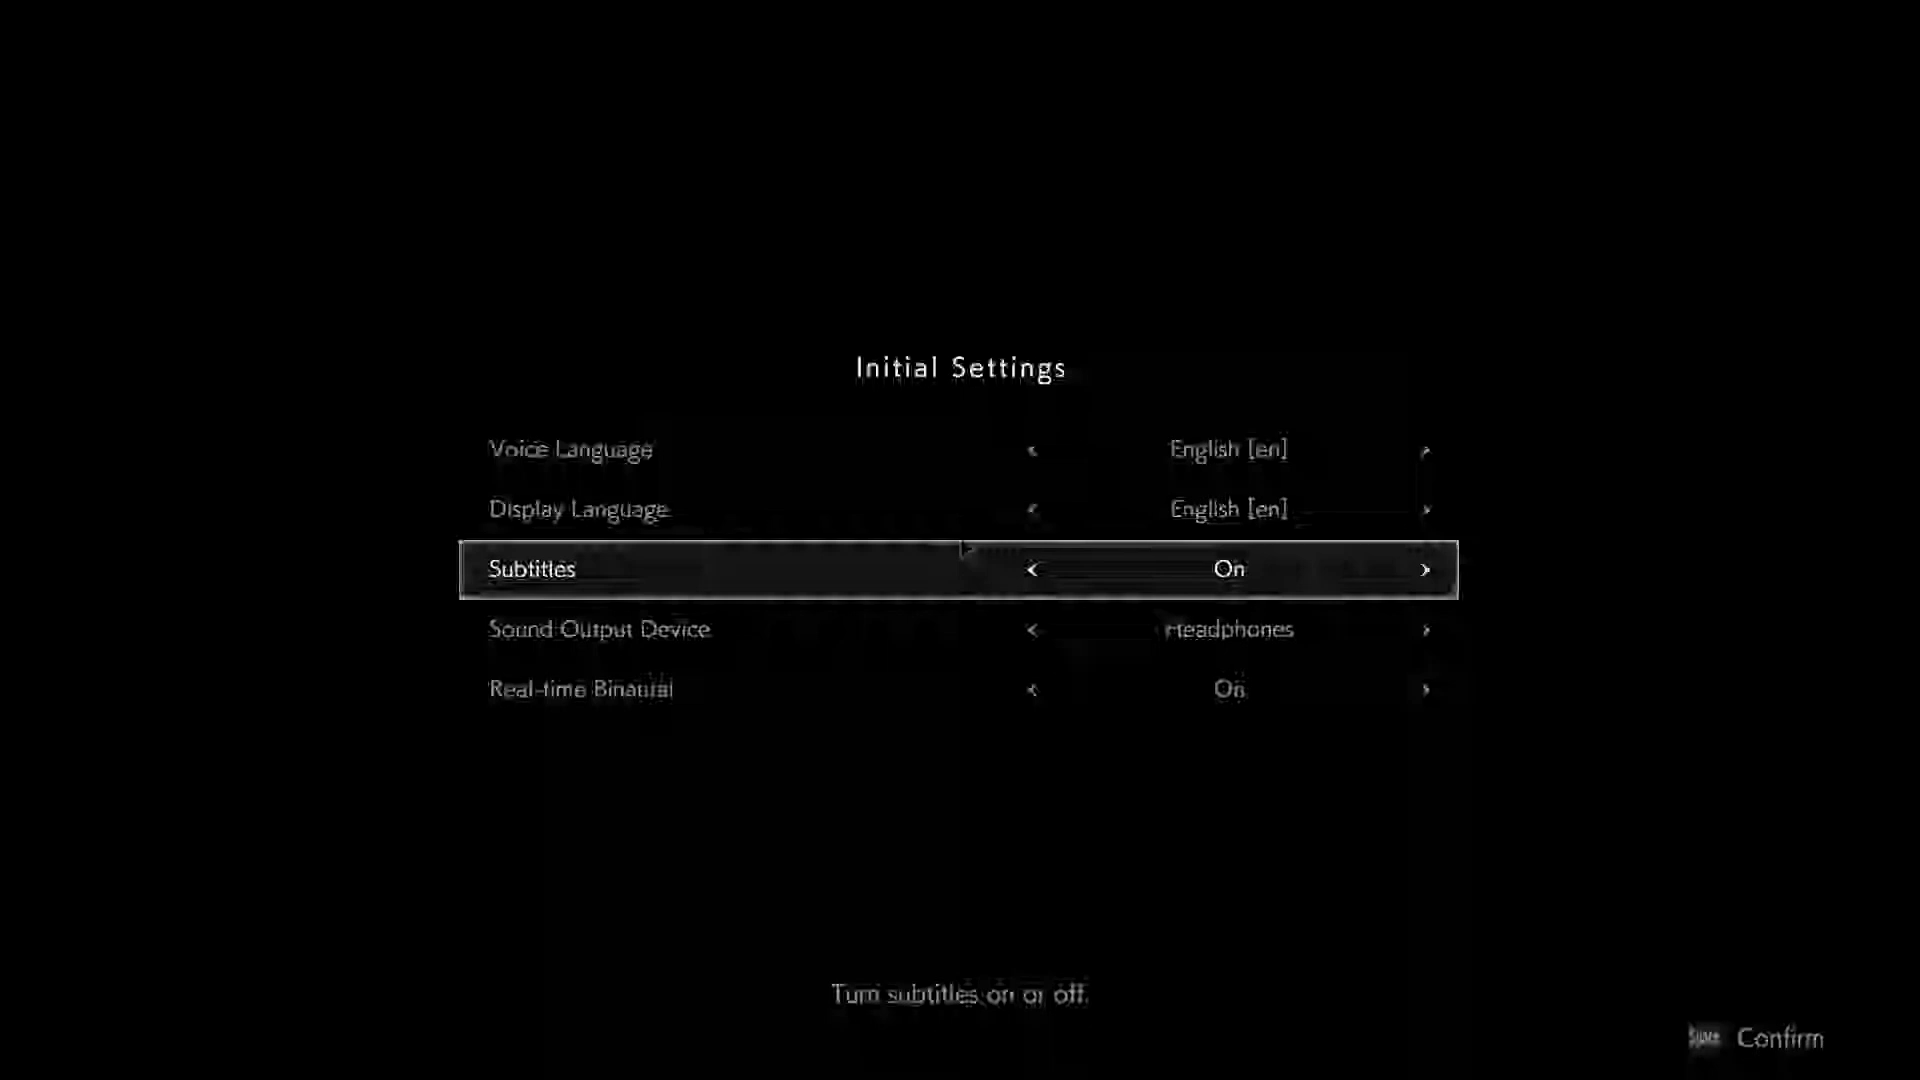 Initial Settings
Voice Language < English [en] >
Display Language < English [en] >
Subtitles < On >
Sound Output Device < Headphones >
Real-time Binaural < On >
Turn subtitles on or off.
Space Confirm